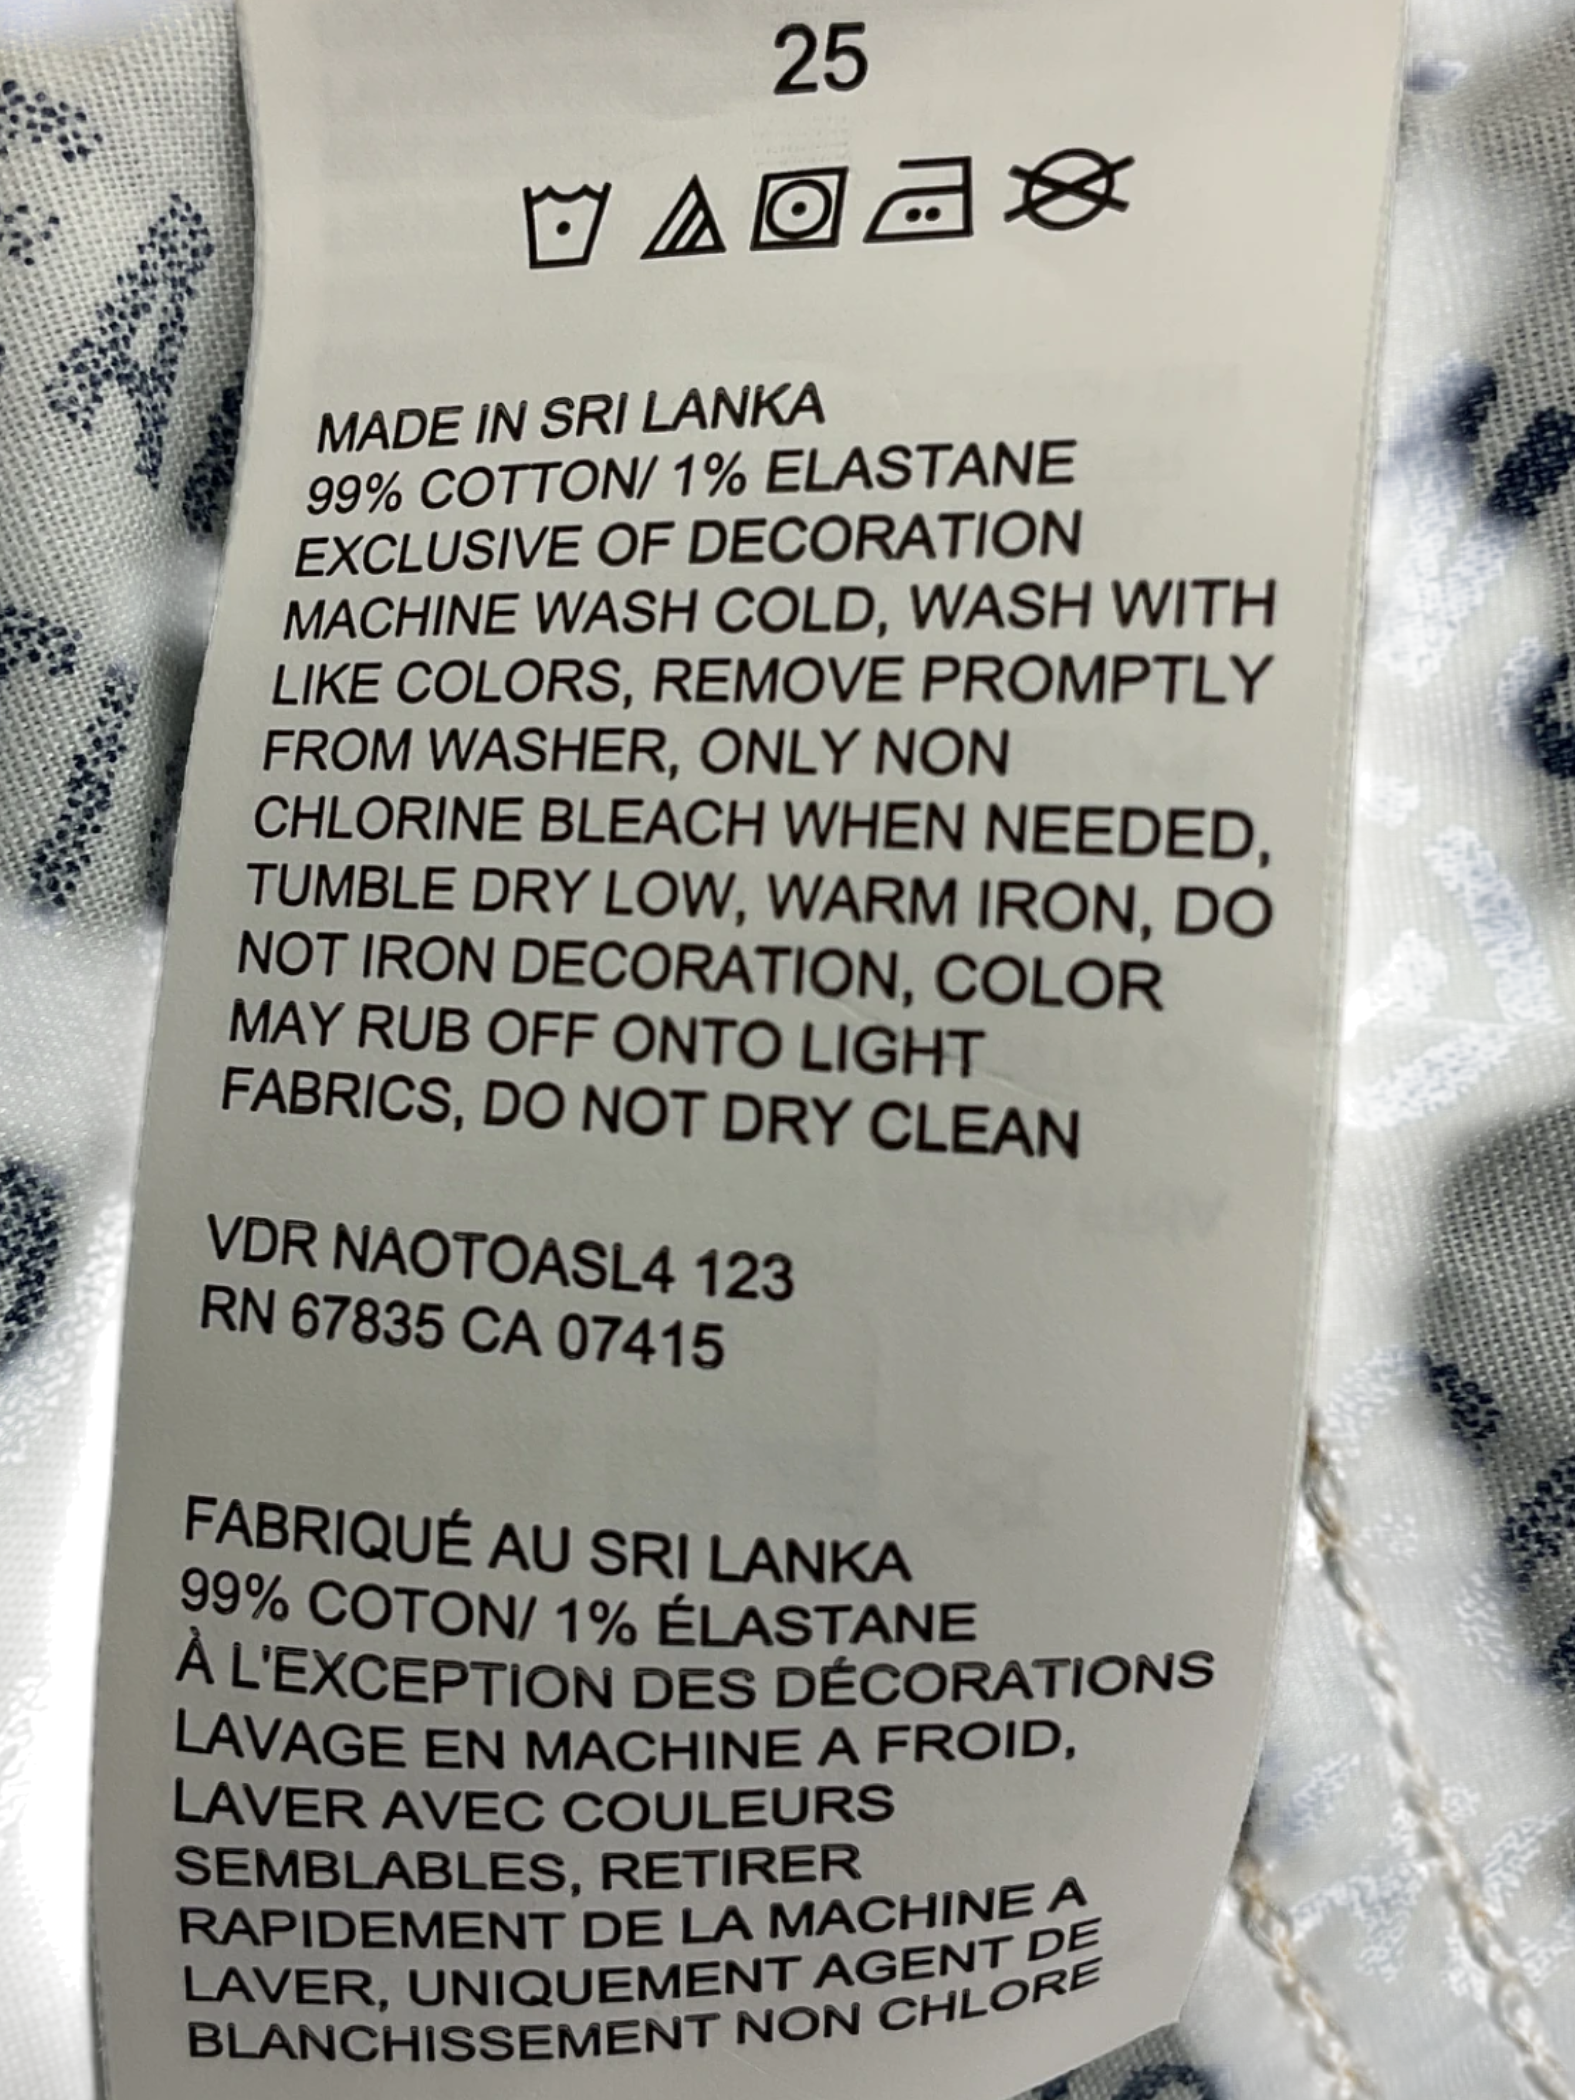 25
MADE IN SRI LANKA
99% COTTON/ 1% ELASTANE
EXCLUSIVE OF DECORATION
MACHINE WASH COLD, WASH WITH
LIKE COLORS, REMOVE PROMPTLY
FROM WASHER, ONLY NON
CHLORINE BLEACH WHEN NEEDED,
TUMBLE DRY LOW, WARM IRON, DO
NOT IRON DECORATION, COLOR
MAY RUB OFF ONTO LIGHT
FABRICS, DO NOT DRY CLEAN
VDR NAOTOASL4 123
RN 67835 CA 07415
FABRIQUÉ AU SRI LANKA
99% COTON/ 1% ÉLASTANE
À L'EXCEPTION DES DÉCORATIONS
LAVAGE EN MACHINE A FROID,
LAVER AVEC COULEURS
SEMBLABLES, RETIRER
RAPIDEMENT DE LA MACHINE A
LAVER, UNIQUEMENT AGENT DE
BLANCHISSEMENT NON CHLORE